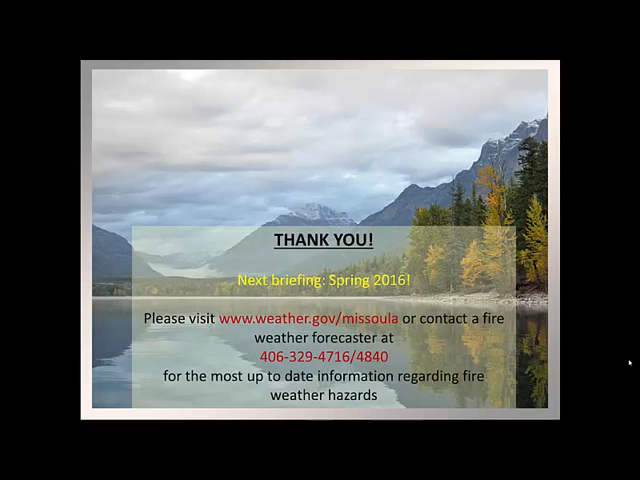 THANK YOU!
Next briefing: Spring 2016!
Please visit www.weather.gov/missoula or contact a fire
weather forecaster at
406-329-4716/4840
for the most up to date information regarding fire
weather hazards